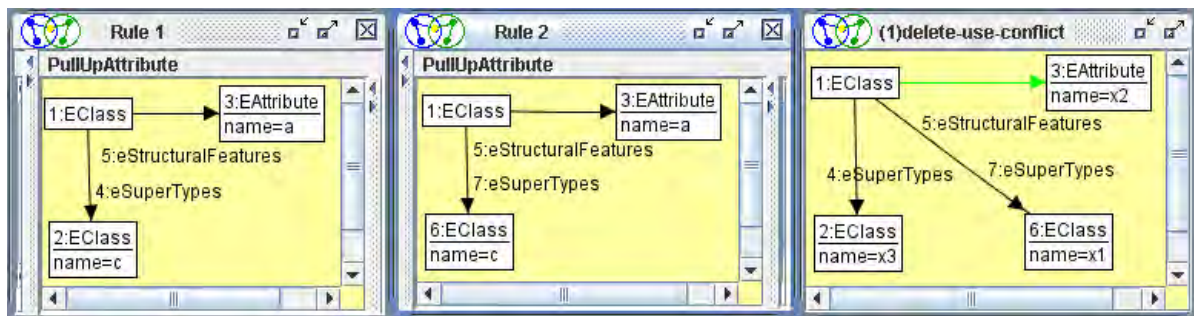 Rule 1
PullUpAttribute
1:EClass
3:EAttribute
name=a
5:eStructuralFeatures
4:eSuperTypes
2:EClass
name=c
Rule 2
PullUpAttribute
1:EClass
3:EAttribute
name=a
5:eStructuralFeatures
7:eSuperTypes
6:EClass
name=c
(1)delete-use-conflict
3:EAttribute
name=x2
1:EClass
5:eStructuralFeatures
4:eSuperTypes
7:eSuperTypes
2:EClass
name=x3
6:EClass
name=x1